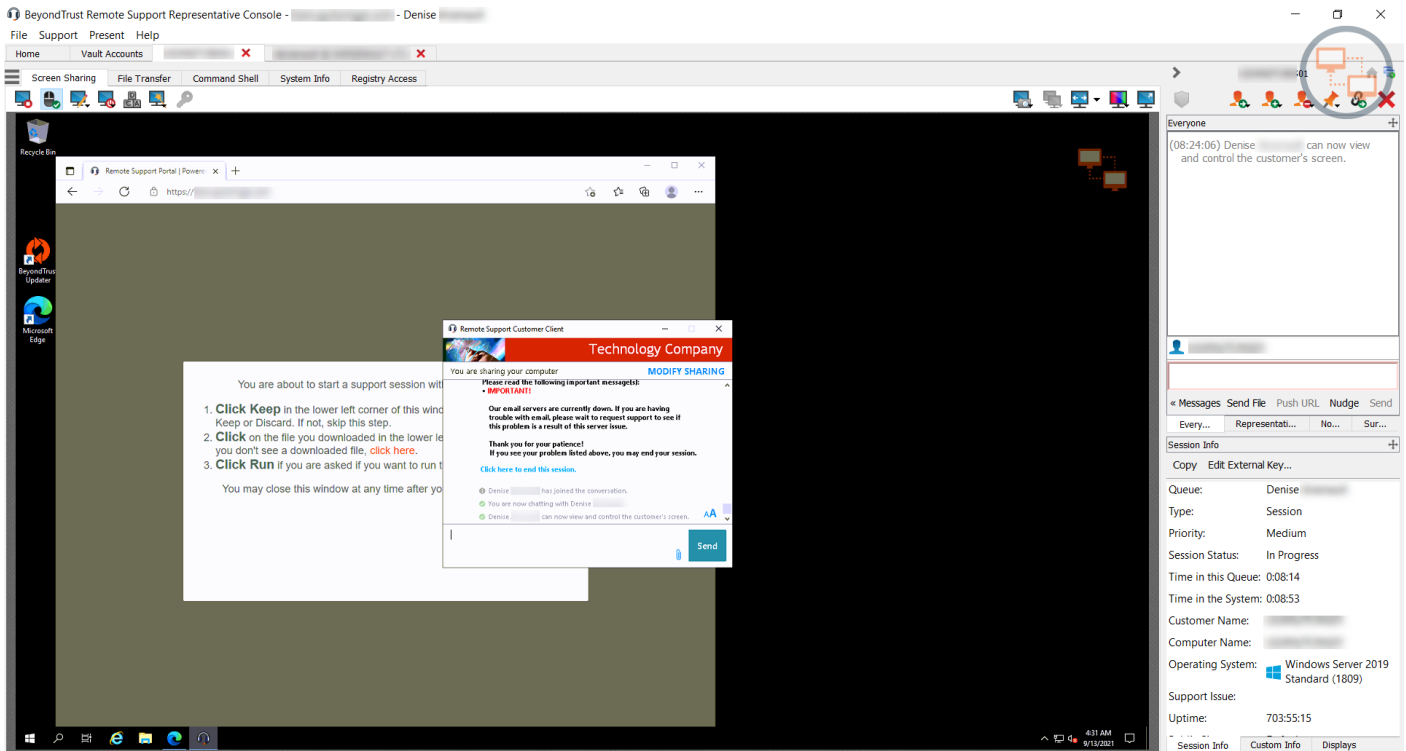 BeyondTrust Remote Support Representative Console - - Denise
File Support Present Help
Home Vault Accounts
Screen Sharing File Transfer Command Shell System Info Registry Access
01
Everyone
(08:24:06) Denise can now view
and control the customer's screen.
Recycle Bin
Remote Support Portal | Powere
https://
BeyondTrus
Updater
Microsoft
Edge
You are about to start a support session wit
1. Click Keep in the lower left corner of this wind
Keep or Discard. If not, skip this step.
2. Click on the file you downloaded in the lower le
you don't see a downloaded file, click here.
3. Click Run if you are asked if you want to run t
You may close this window at any time after yo
Remote Support Customer Client
Technology Company
You are sharing your computer MODIFY SHARING
Please read the following important message(s):
• IMPORTANT!
Our email servers are currently down. If you are having
trouble with email, please wait to request support to see if
this problem is a result of this server issue.
Thank you for your patience!
If you see your problem listed above, you may end your session.
Click here to end this session.
Denise has joined the conversation.
You are now chatting with Denise
Denise can now view and control the customer's screen.
AA
Send
4:31 AM
9/13/2021
« Messages Send File Push URL Nudge Send
Every... Representati... No... Sur...
Session Info
Copy Edit External Key...
Queue: Denise
Type: Session
Priority: Medium
Session Status: In Progress
Time in this Queue: 0:08:14
Time in the System: 0:08:53
Customer Name:
Computer Name:
Operating System: Windows Server 2019
Standard (1809)
Support Issue:
Uptime: 703:55:15
Session Info Custom Info Displays